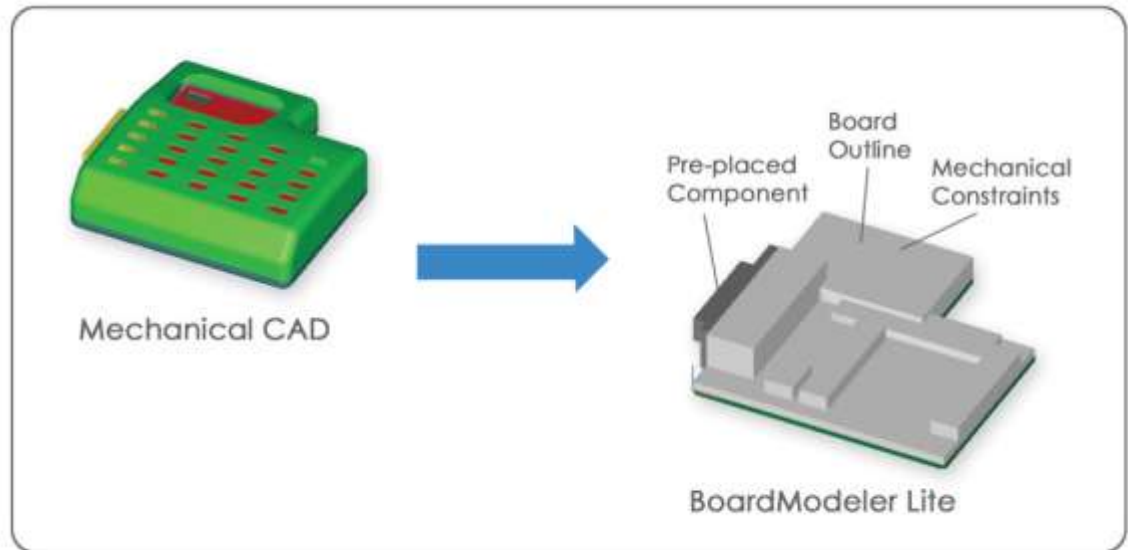 Mechanical CAD
Pre-placed
Component
Board
Outline
Mechanical
Constraints
BoardModeler Lite